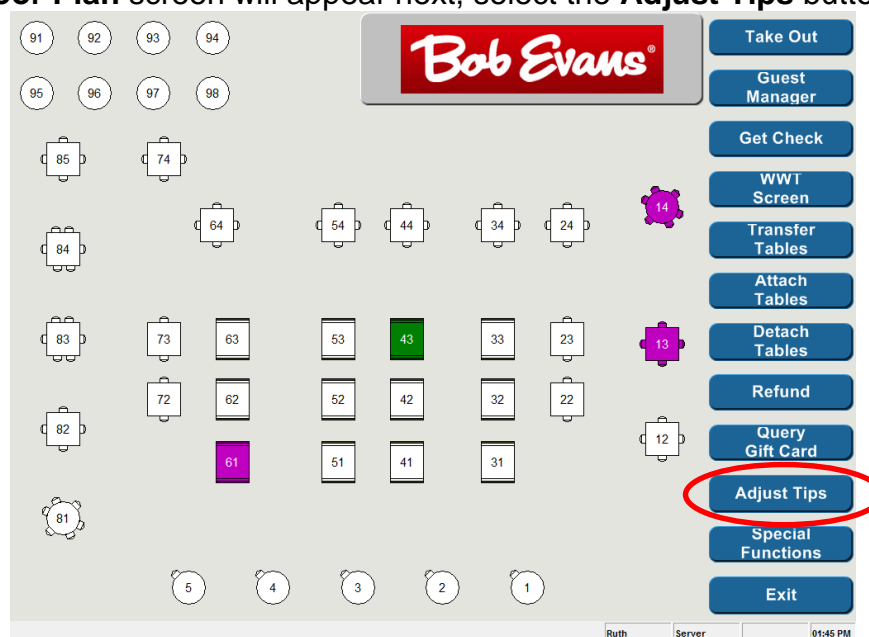 oor Plan screen will appear next, select the Adjust Tips butto
91 92 93 94
Bob Evans®
Take Out
95 96 97 98
Guest
Manager
85 74
Get Check
WWT
Screen
64 54 44 34 24 14
Transfer
Tables
84
Attach
Tables
83 73 63 53 43 33 23 13
Detach
Tables
72 62 52 42 32 22
Refund
82 12
Query
Gift Card
61 51 41 31
Adjust Tips
81
Special
Functions
5 4 3 2 1
Exit
Ruth Server 01:45 PM